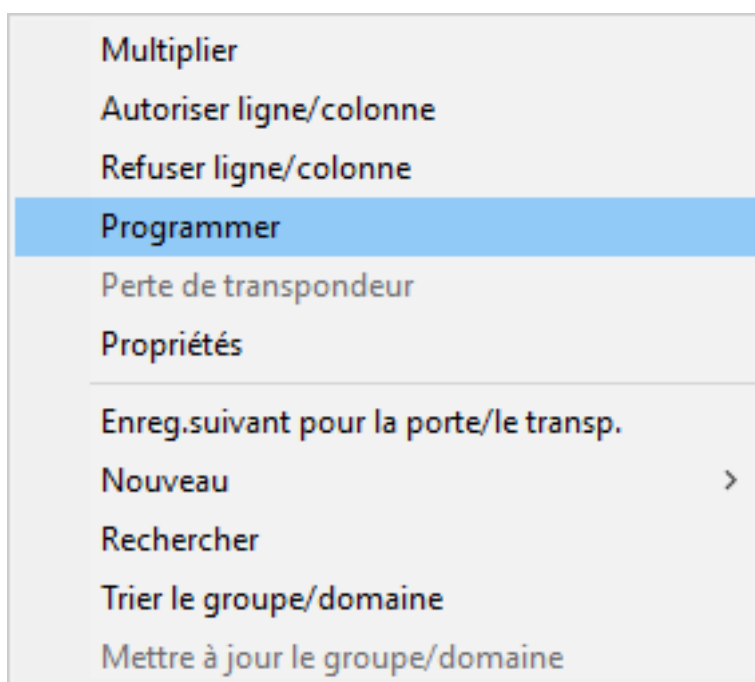 Multiplier
Autoriser ligne/colonne
Refuser ligne/colonne
Programmer
Perte de transpondeur
Propriétés
Enreg.suivant pour la porte/le transp.
Nouveau
Rechercher
Trier le groupe/domaine
Mettre à jour le groupe/domaine